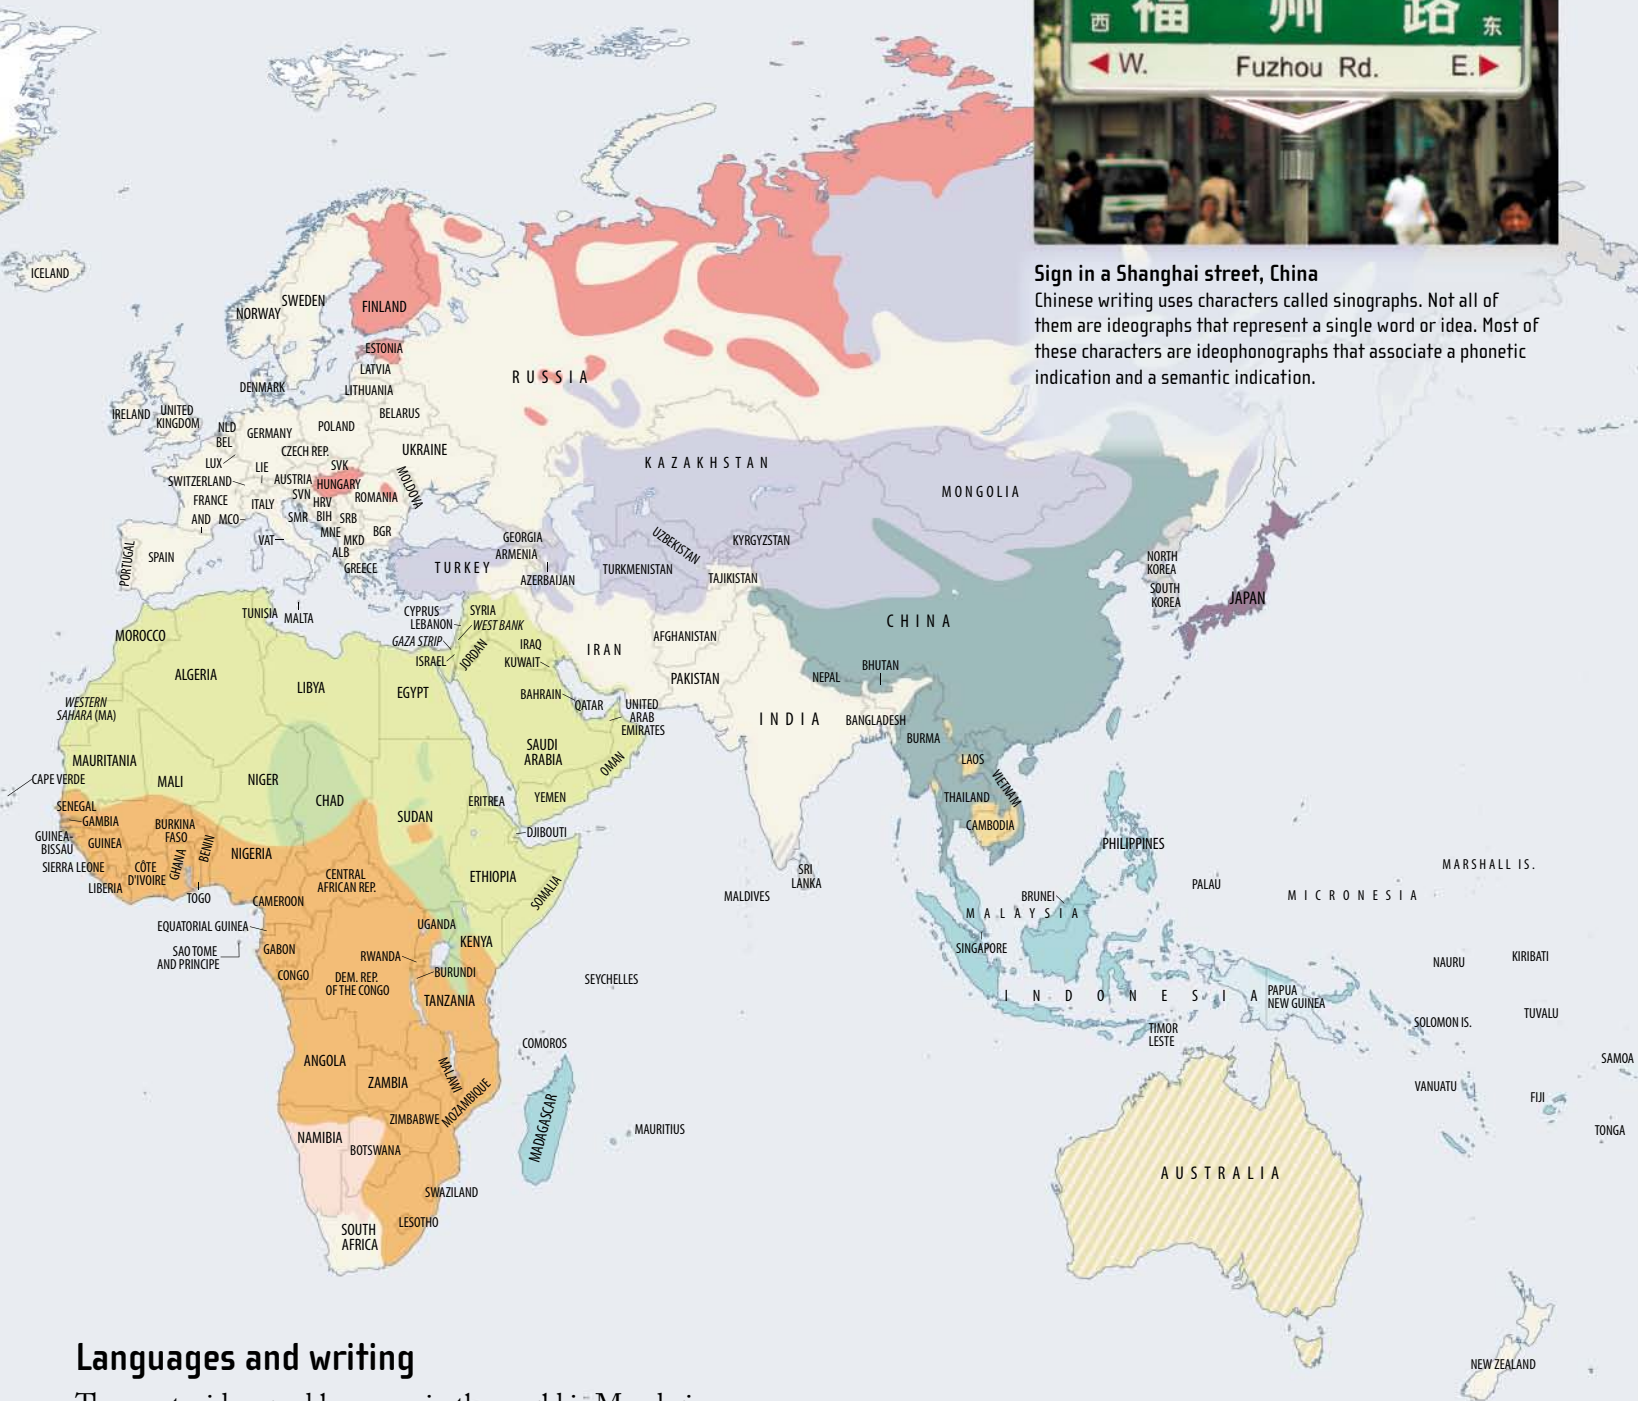 西 福 州 路 东
W. Fuzhou Rd. E.
Sign in a Shanghai street, China
Chinese writing uses characters called sinographs. Not all of
them are ideographs that represent a single word or idea. Most of
these characters are ideophonographs that associate a phonetic
indication and a semantic indication.
ICELAND
SWEDEN
NORWAY
FINLAND
ESTONIA
LATVIA
LITHUANIA
DENMARK
RUSSIA
IRELAND
UNITED
KINGDOM
BELARUS
NLD
BEL
GERMANY
POLAND
UKRAINE
CZECH REP.
LUX
LIE
SVK
SWITZERLAND
AUSTRIA
HUNGARY
MOLDOVA
SVN
HRV
ROMANIA
FRANCE
ITALY
AND
MCO
SMR
BIH
SRB
MNE
BGR
VAT
MKD
ALB
GREECE
PORTUGAL
SPAIN
KAZAKHSTAN
MONGOLIA
GEORGIA
ARMENIA
AZERBAIJAN
TURKEY
UZBEKISTAN
KYRGYZSTAN
TURKMENISTAN
TAJIKISTAN
NORTH
KOREA
SOUTH
KOREA
JAPAN
CHINA
TUNISIA
MALTA
CYPRUS
LEBANON
SYRIA
WEST BANK
GAZA STRIP
ISRAEL
JORDAN
IRAQ
KUWAIT
IRAN
AFGHANISTAN
PAKISTAN
NEPAL
BHUTAN
MOROCCO
ALGERIA
LIBYA
EGYPT
BAHRAIN
QATAR
UNITED
ARAB
EMIRATES
INDIA
BANGLADESH
BURMA
WESTERN
SAHARA (MA)
SAUDI
ARABIA
OMAN
LAOS
VIETNAM
MAURITANIA
MALI
NIGER
CHAD
SUDAN
ERITREA
YEMEN
THAILAND
CAMBODIA
CAPE VERDE
SENEGAL
GAMBIA
GUINEA-
BISSAU
GUINEA
BURKINA
FASO
BENIN
NIGERIA
DJIBOUTI
PHILIPPINES
SIERRA LEONE
CÔTE
D'IVOIRE
GHANA
LIBERIA
TOGO
CENTRAL
AFRICAN REP.
CAMEROON
ETHIOPIA
SOMALIA
SRI
LANKA
MALDIVES
BRUNEI
MALAYSIA
PALAU
MARSHALL IS.
MICRONESIA
EQUATORIAL GUINEA
SAO TOME
AND PRINCIPE
GABON
CONGO
UGANDA
KENYA
RWANDA
BURUNDI
DEM. REP.
OF THE CONGO
TANZANIA
SEYCHELLES
SINGAPORE
INDONESIA
PAPUA
NEW GUINEA
NAURU
KIRIBATI
SOLOMON IS.
TUVALU
TIMOR
LESTE
COMOROS
SAMOA
ANGOLA
ZAMBIA
MALAWI
MOZAMBIQUE
MADAGASCAR
VANUATU
FIJI
ZIMBABWE
NAMIBIA
BOTSWANA
MAURITIUS
TONGA
AUSTRALIA
SWAZILAND
LESOTHO
SOUTH
AFRICA
NEW ZEALAND
Languages and writing